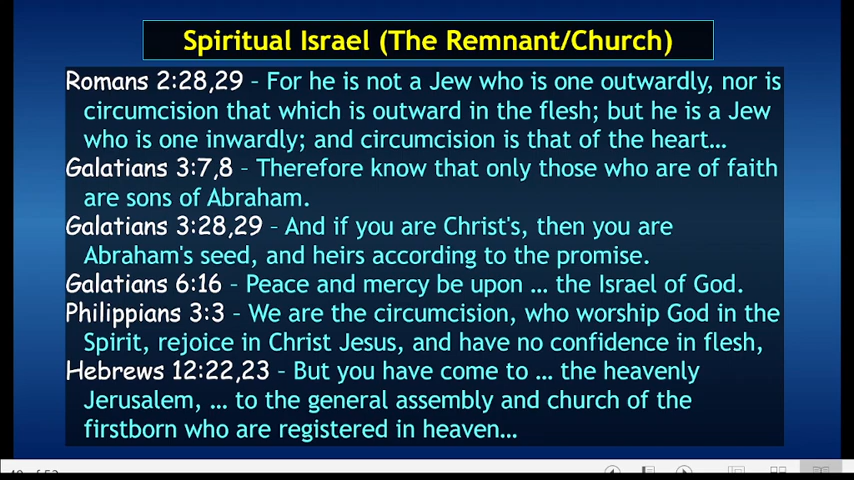 Spiritual Israel (The Remnant/Church)
Romans 2:28,29 – For he is not a Jew who is one outwardly, nor is
circumcision that which is outward in the flesh; but he is a Jew
who is one inwardly; and circumcision is that of the heart…
Galatians 3:7,8 – Therefore know that only those who are of faith
are sons of Abraham.
Galatians 3:28,29 – And if you are Christ's, then you are
Abraham's seed, and heirs according to the promise.
Galatians 6:16 – Peace and mercy be upon … the Israel of God.
Philippians 3:3 – We are the circumcision, who worship God in the
Spirit, rejoice in Christ Jesus, and have no confidence in flesh,
Hebrews 12:22,23 – But you have come to … the heavenly
Jerusalem, … to the general assembly and church of the
firstborn who are registered in heaven…